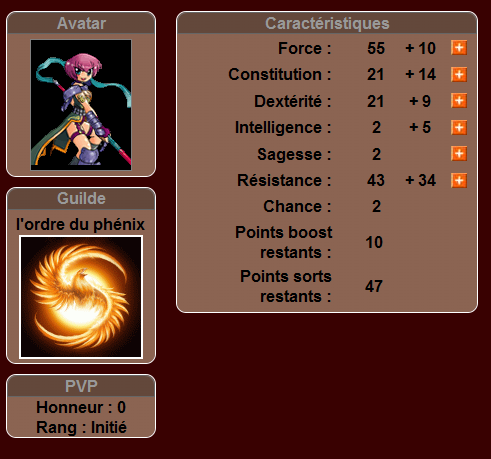 Avatar
Guilde
l'ordre du phénix
PVP
Honneur : 0
Rang : Initié
Caractéristiques
Force : 55 + 10 +
Constitution : 21 + 14 +
Dextérité : 21 + 9 +
Intelligence : 2 + 5 +
Sagesse : 2 +
Résistance : 43 + 34 +
Chance : 2
Points boost
restants : 10
Points sorts
restants : 47